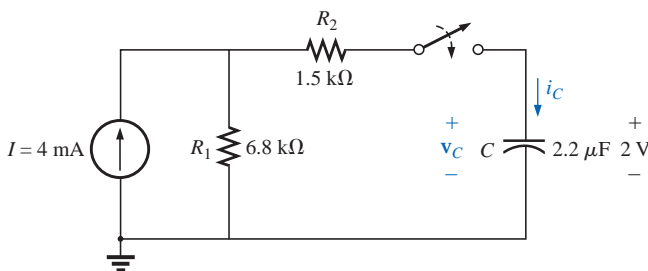 R2
1.5 kΩ
iC
I = 4 mA
R1
6.8 kΩ
+
vC
–
C
2.2 μF
+
2 V
–